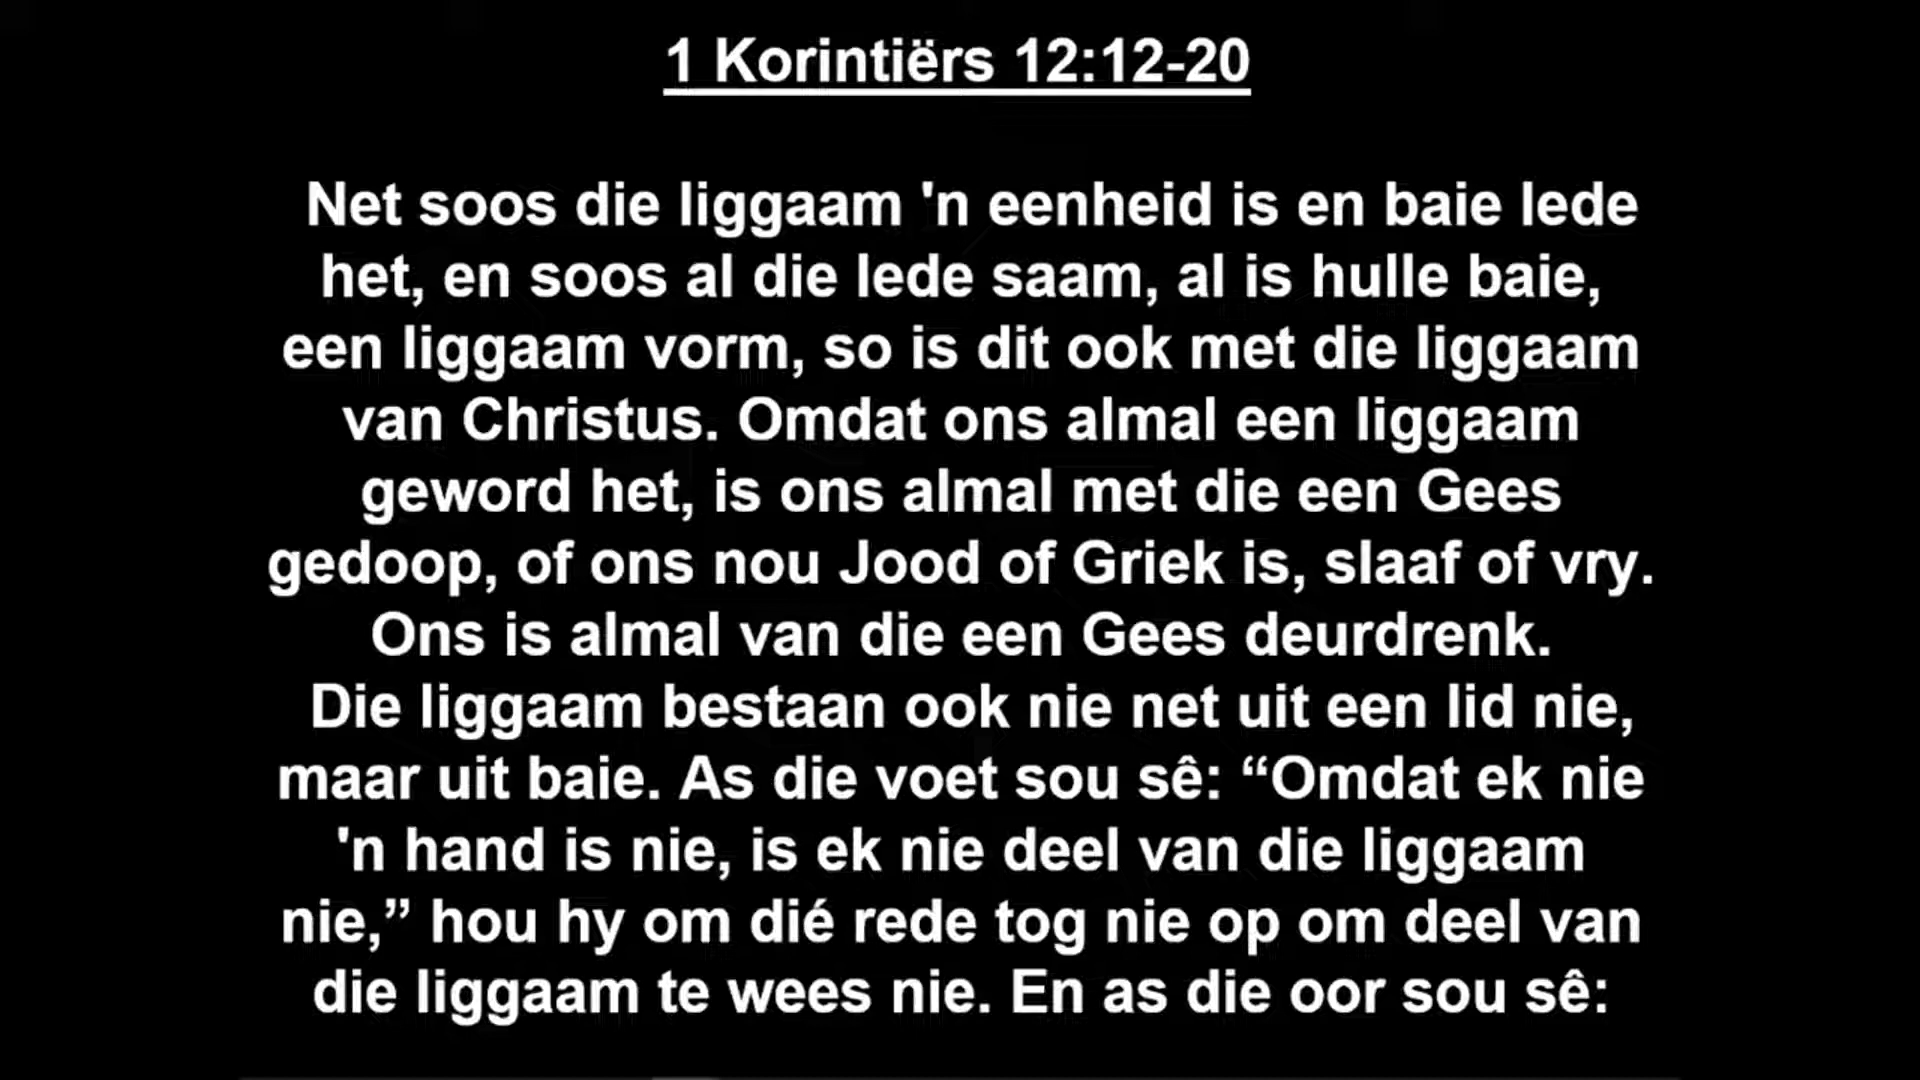 1 Korintiërs 12:12-20
Net soos die liggaam 'n eenheid is en baie lede
het, en soos al die lede saam, al is hulle baie,
een liggaam vorm, so is dit ook met die liggaam
van Christus. Omdat ons almal een liggaam
geword het, is ons almal met die een Gees
gedoop, of ons nou Jood of Griek is, slaaf of vry.
Ons is almal van die een Gees deurdrenk.
Die liggaam bestaan ook nie net uit een lid nie,
maar uit baie. As die voet sou sê: “Omdat ek nie
'n hand is nie, is ek nie deel van die liggaam
nie,” hou hy om dié rede tog nie op om deel van
die liggaam te wees nie. En as die oor sou sê: